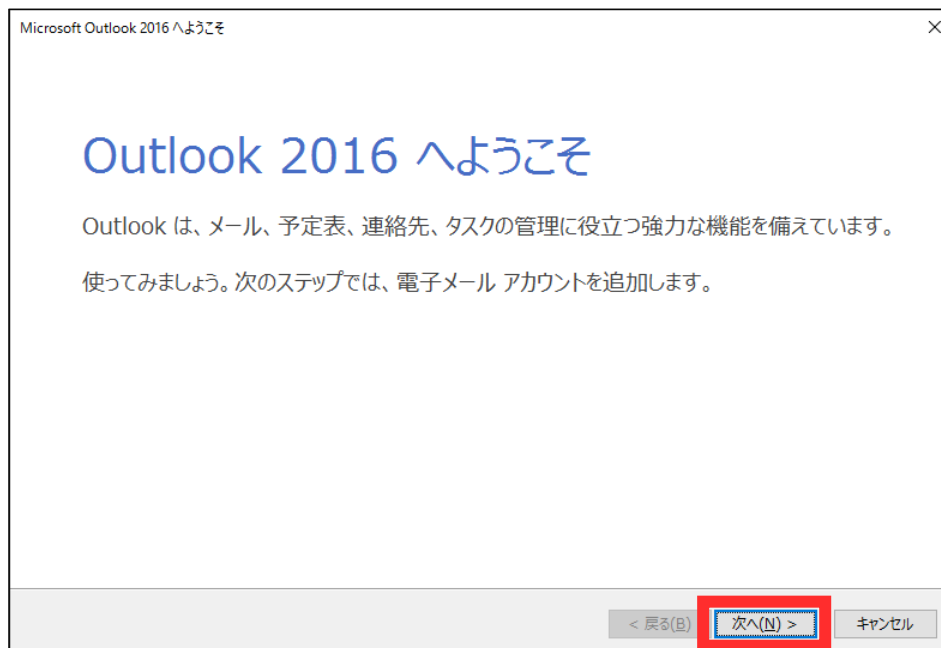 Microsoft Outlook 2016 へようこそ
Outlook 2016 へようこそ
Outlook は、メール、予定表、連絡先、タスクの管理に役立つ強力な機能を備えています。
使ってみましょう。次のステップでは、電子メール アカウントを追加します。
< 戻る(B) 次へ(N) > キャンセル